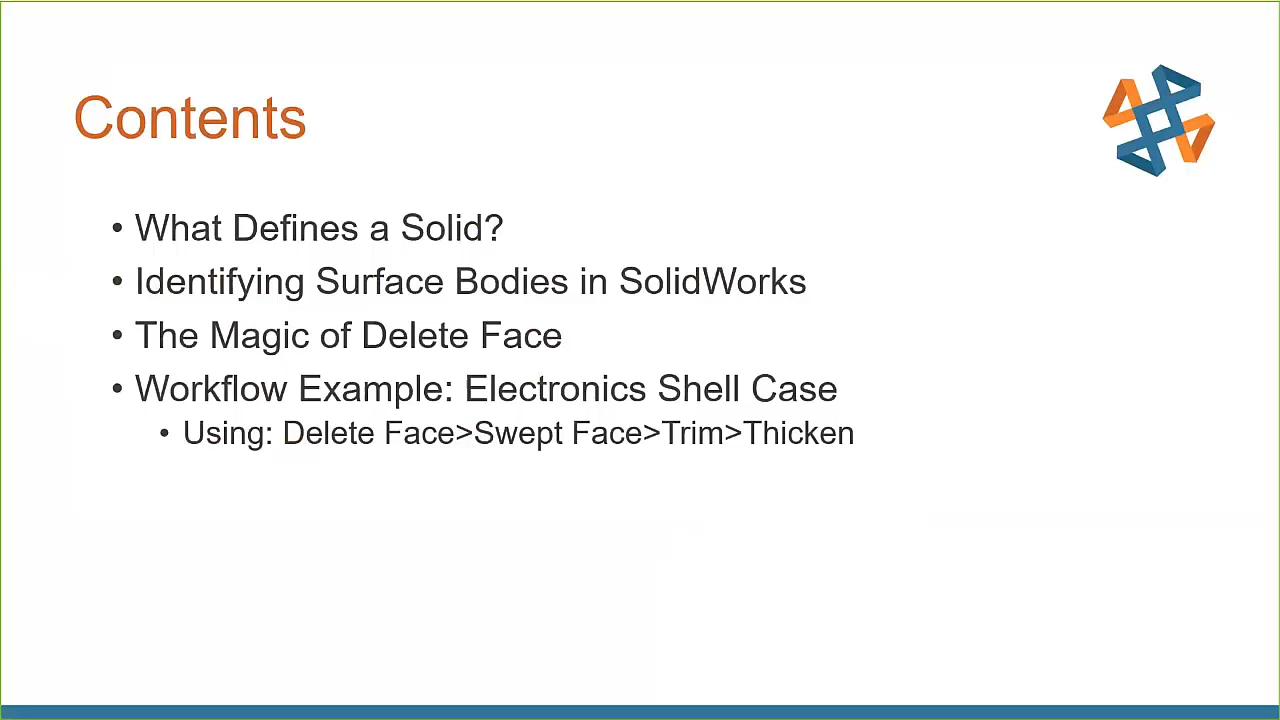 Contents
• What Defines a Solid?
• Identifying Surface Bodies in SolidWorks
• The Magic of Delete Face
• Workflow Example: Electronics Shell Case
• Using: Delete Face>Swept Face>Trim>Thicken